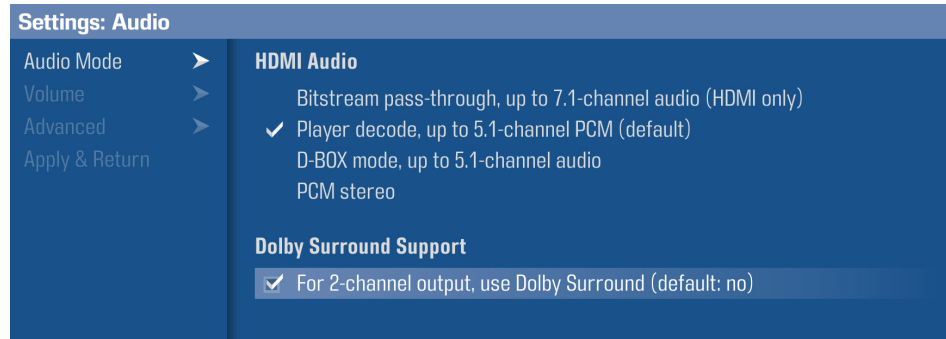 Settings: Audio
Audio Mode
Volume
Advanced
Apply & Return
HDMI Audio
Bitstream pass-through, up to 7.1-channel audio (HDMI only)
Player decode, up to 5.1-channel PCM (default)
D-BOX mode, up to 5.1-channel audio
PCM stereo
Dolby Surround Support
For 2-channel output, use Dolby Surround (default: no)